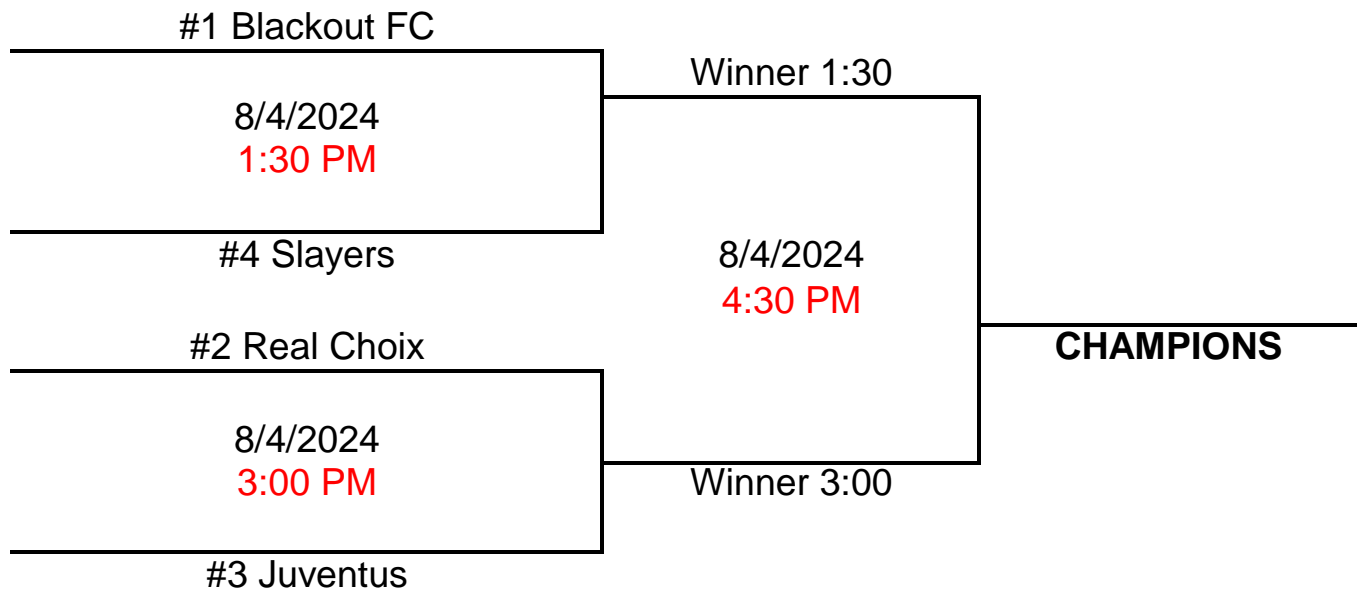 #1 Blackout FC
Winner 1:30
8/4/2024
1:30 PM
#4 Slayers
8/4/2024
4:30 PM
#2 Real Choix
CHAMPIONS
8/4/2024
3:00 PM
Winner 3:00
#3 Juventus